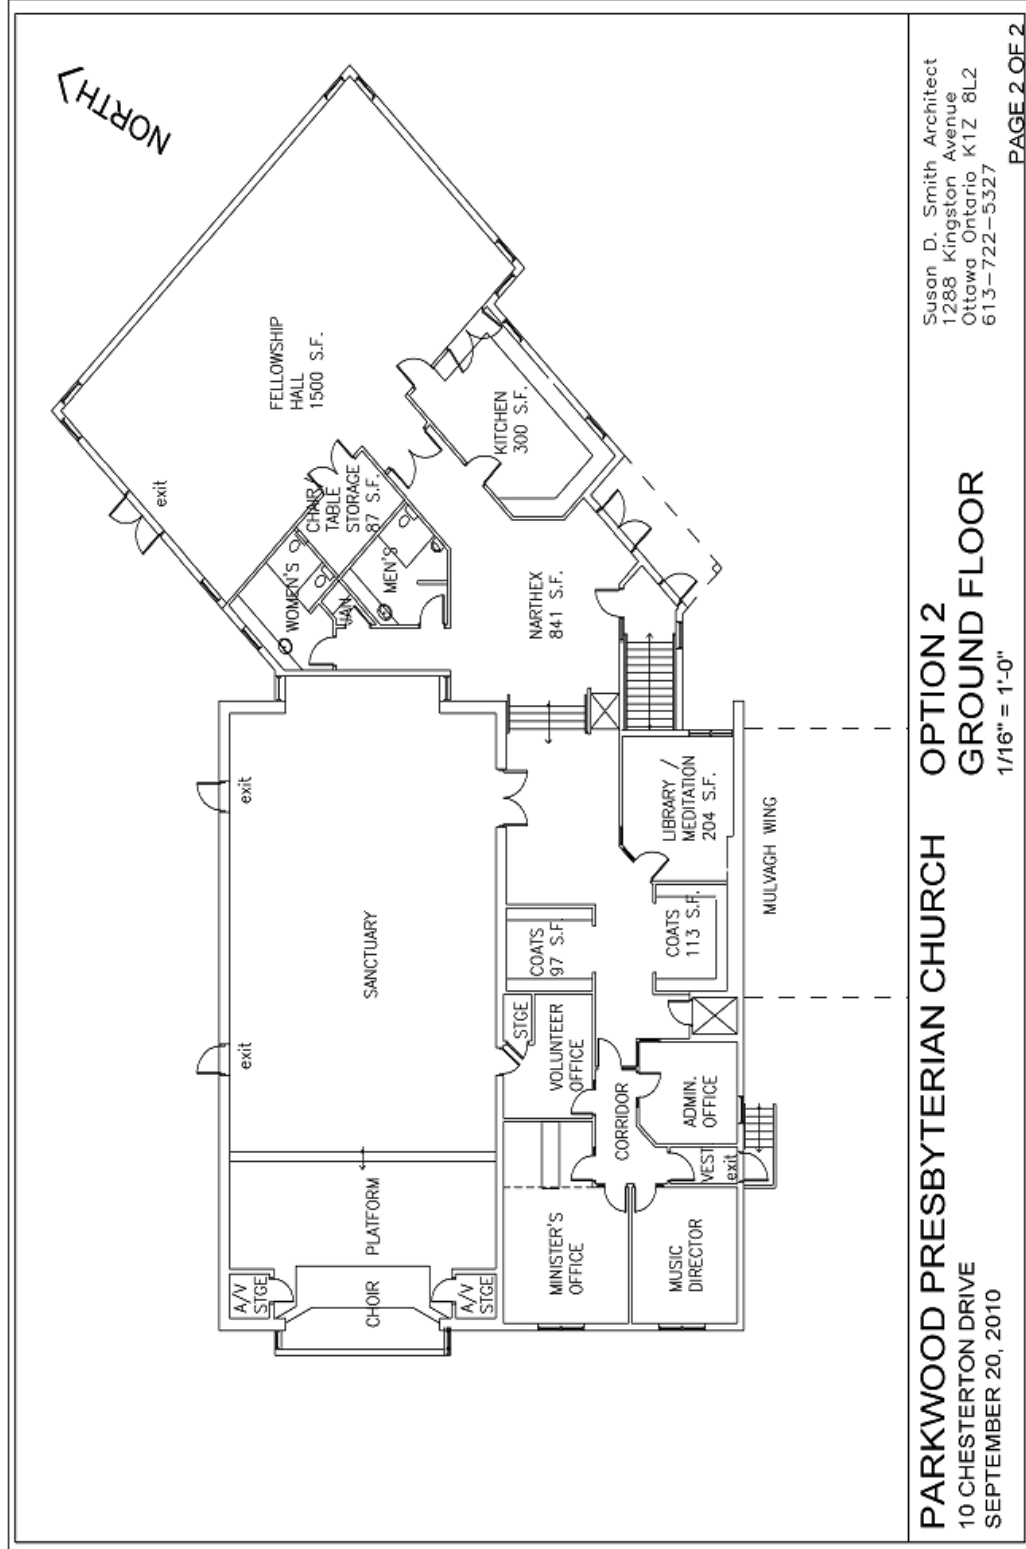 NORTH
exit
FELLOWSHIP
HALL
1500 S.F.
CHAIR/
TABLE
STORAGE
87 S.F.
KITCHEN
300 S.F.
WOMEN'S
JAN
MEN'S
NARTHEX
841 S.F.
exit
exit
SANCTUARY
LIBRARY /
MEDITATION
204 S.F.
MULVAGH WING
COATS
97 S.F.
COATS
113 S.F.
STGE
VOLUNTEER
OFFICE
CORRIDOR
ADMIN.
OFFICE
VEST
exit
PLATFORM
CHOIR
A/V
STGE
A/V
STGE
MINISTER'S
OFFICE
MUSIC
DIRECTOR
PARKWOOD PRESBYTERIAN CHURCH
10 CHESTERTON DRIVE
SEPTEMBER 20, 2010
OPTION 2
GROUND FLOOR
1/16" = 1'-0"
Susan D. Smith Architect
1288 Kingston Avenue
Ottawa Ontario K1Z 8L2
613-722-5327
PAGE 2 OF 2